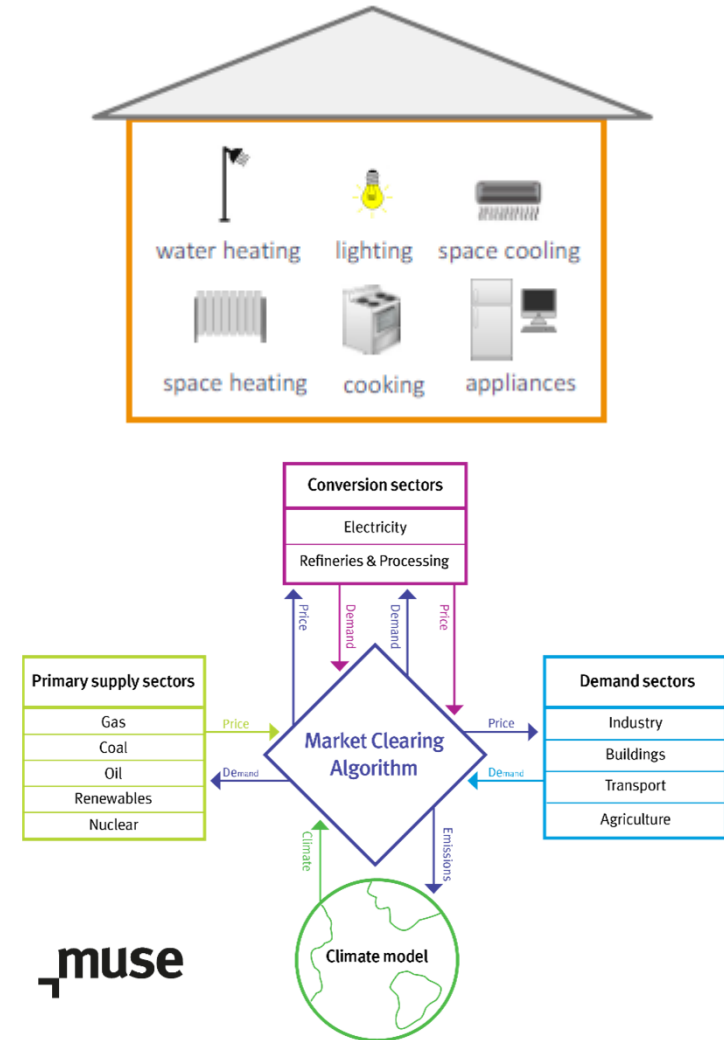 water heating lighting space cooling
space heating cooking appliances
Conversion sectors
Electricity
Refineries & Processing
Price
Demand
Demand
Price
Primary supply sectors
Gas
Coal
Oil
Renewables
Nuclear
Price
Demand
Market Clearing
Algorithm
Price
Demand
Demand sectors
Industry
Buildings
Transport
Agriculture
Climate
Emissions
Climate model
muse